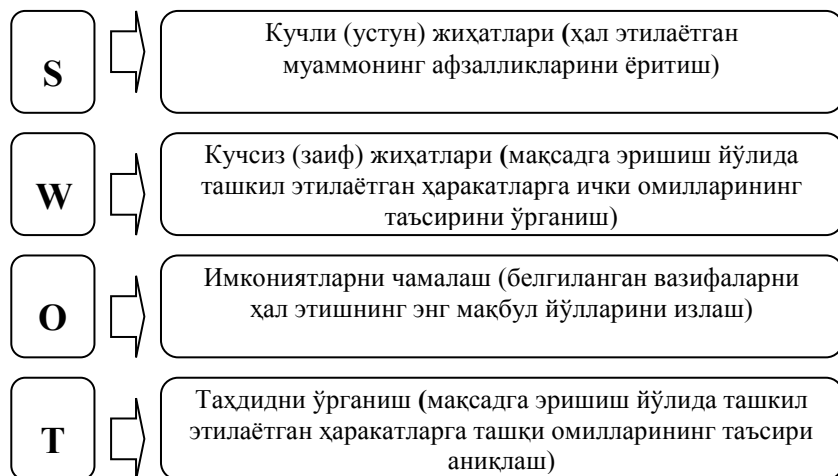 S
Кучли (устун) жиҳатлари (ҳал этилаётган
муаммонинг афзалликларини ёритиш)
W
Кучсиз (заиф) жиҳатлари (мақсадга эришиш йўлида
ташкил этилаётган ҳаракатларга ички омилларининг
таъсирини ўрганиш)
O
Имкониятларни чамалаш (белгиланган вазифаларни
ҳал этишнинг энг мақбул йўлларини излаш)
T
Таҳдидни ўрганиш (мақсадга эришиш йўлида ташкил
этилаётган ҳаракатларга ташқи омилларининг таъсири
аниқлаш)